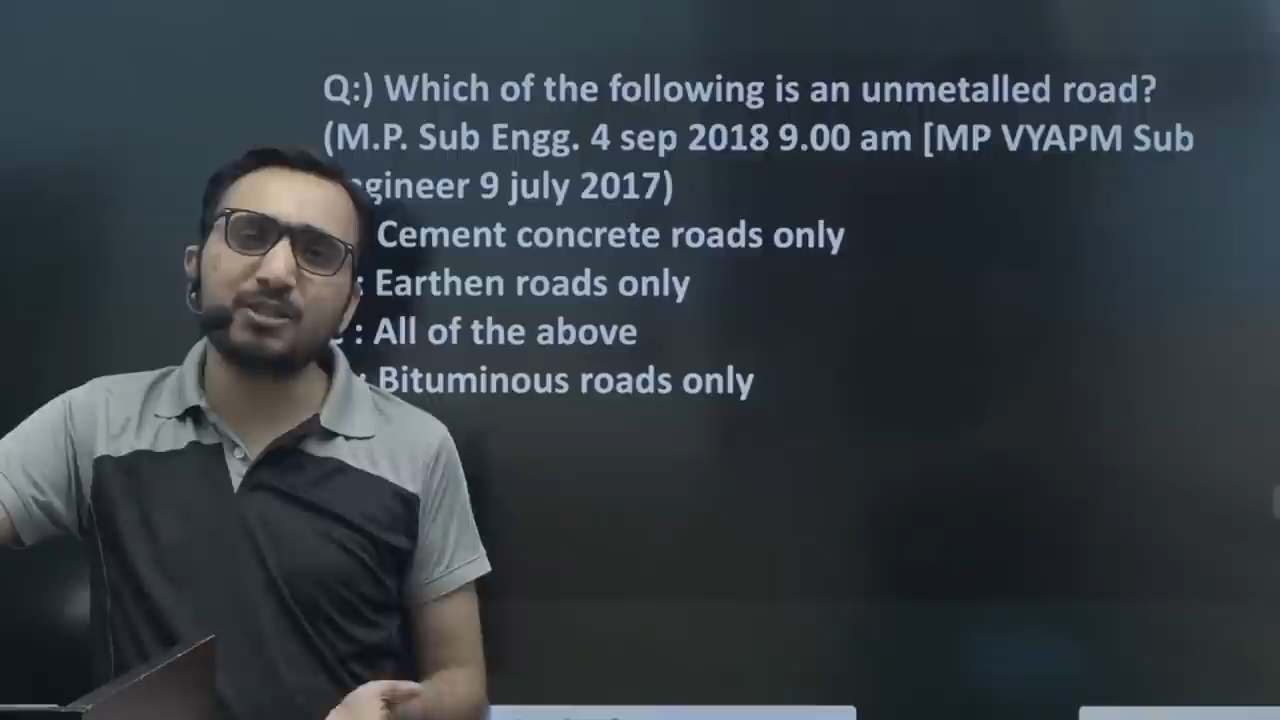 Q:) Which of the following is an unmetalled road?
(M.P. Sub Engg. 4 sep 2018 9.00 am [MP VYAPM Sub
gineer 9 july 2017)
Cement concrete roads only
: Earthen roads only
: All of the above
: Bituminous roads only